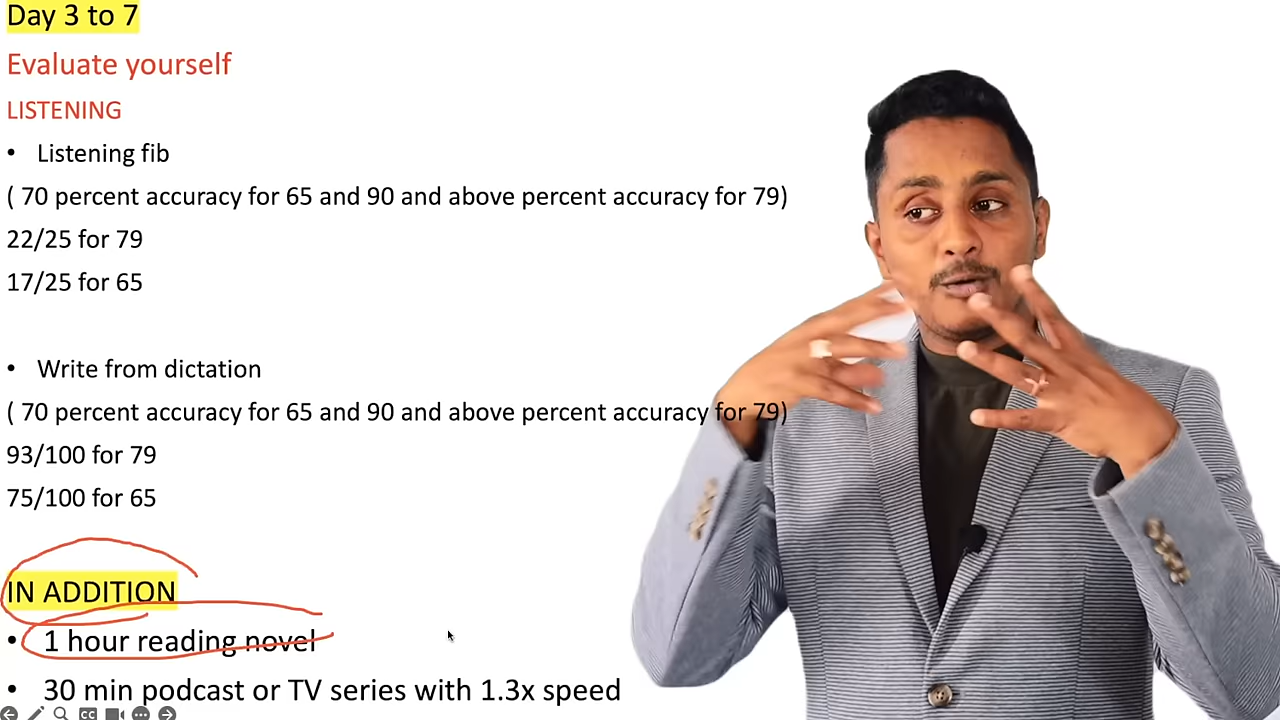 Day 3 to 7
Evaluate yourself
LISTENING
• Listening fib
( 70 percent accuracy for 65 and 90 and above percent accuracy for 79)
22/25 for 79
17/25 for 65
• Write from dictation
( 70 percent accuracy for 65 and 90 and above percent accuracy for 79)
93/100 for 79
75/100 for 65
IN ADDITION
• 1 hour reading novel
• 30 min podcast or TV series with 1.3x speed
CC